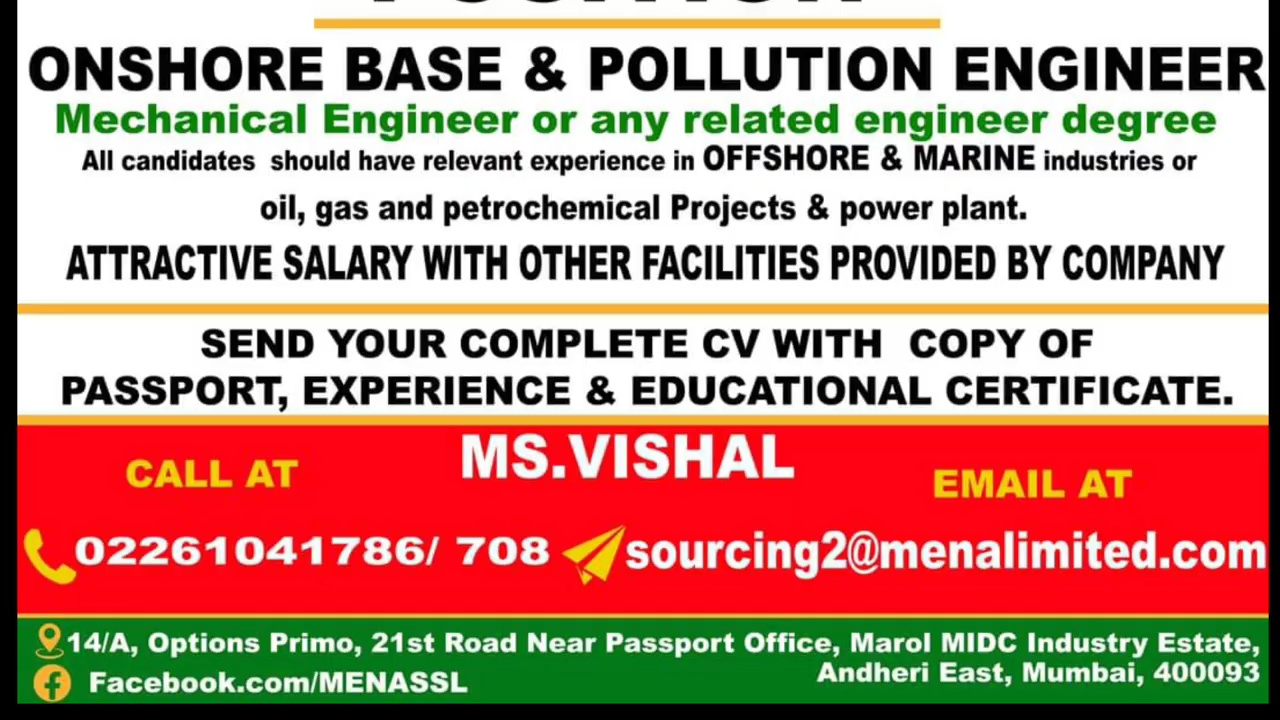 ONSHORE BASE & POLLUTION ENGINEER
Mechanical Engineer or any related engineer degree
All candidates should have relevant experience in OFFSHORE & MARINE industries or
oil, gas and petrochemical Projects & power plant.
ATTRACTIVE SALARY WITH OTHER FACILITIES PROVIDED BY COMPANY
SEND YOUR COMPLETE CV WITH COPY OF
PASSPORT, EXPERIENCE & EDUCATIONAL CERTIFICATE.
MS.VISHAL
CALL AT
EMAIL AT
02261041786/ 708
sourcing2@menalimited.com
14/A, Options Primo, 21st Road Near Passport Office, Marol MIDC Industry Estate,
Andheri East, Mumbai, 400093
Facebook.com/MENASSL